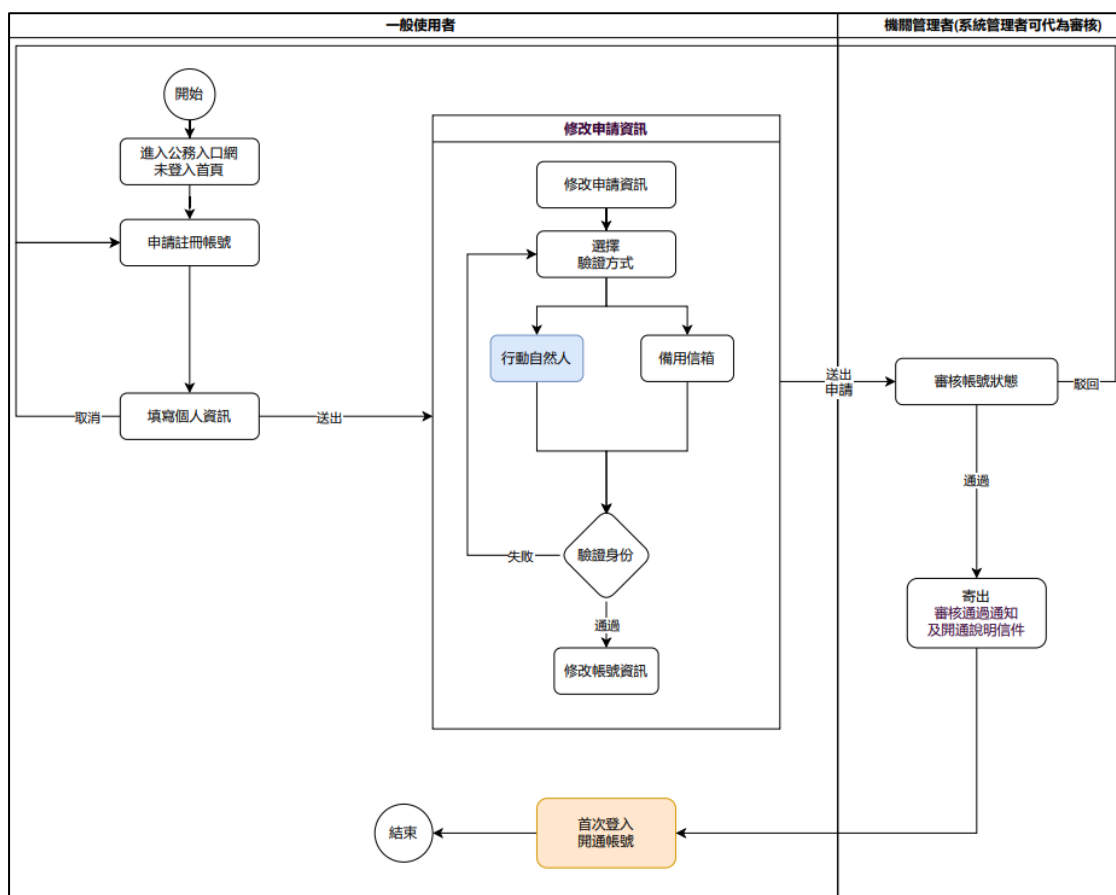 一般使用者
機關管理者(系統管理者可代為審核)
開始
進入公務入口網
未登入首頁
申請註冊帳號
填寫個人資訊
取消
送出
修改申請資訊
修改申請資訊
選擇
驗證方式
行動自然人
備用信箱
驗證身份
失敗
通過
修改帳號資訊
送出
申請
審核帳號狀態
駁回
通過
寄出
審核通過通知
及開通說明信件
首次登入
開通帳號
結束